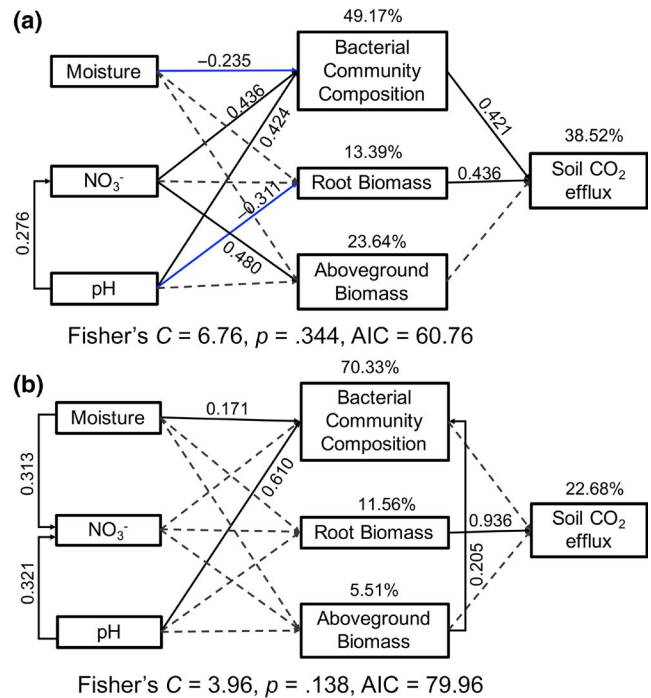 (a)
49.17%
Moisture
−0.235
Bacterial
Community
Composition
0.436
0.424
0.421
38.52%
13.39%
NO₃⁻
Root Biomass
0.436
Soil CO₂
efflux
−0.311
0.276
0.480
23.64%
pH
Aboveground
Biomass
Fisher's C = 6.76, p = .344, AIC = 60.76
(b)
70.33%
Moisture
0.171
Bacterial
Community
Composition
0.313
0.610
22.68%
11.56%
NO₃⁻
Root Biomass
0.936
Soil CO₂
efflux
0.321
0.205
5.51%
pH
Aboveground
Biomass
Fisher's C = 3.96, p = .138, AIC = 79.96